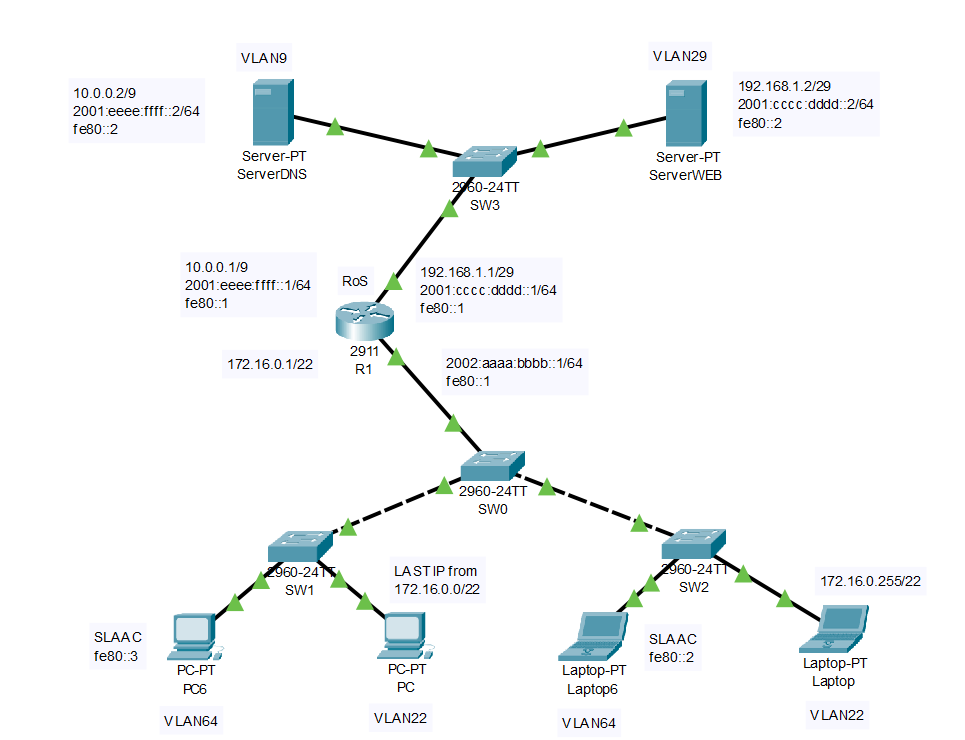 VLAN9
VLAN29
10.0.0.2/9
2001:eeee:ffff::2/64
fe80::2
192.168.1.2/29
2001:cccc:dddd::2/64
fe80::2
Server-PT
ServerDNS
Server-PT
ServerWEB
2960-24TT
SW3
10.0.0.1/9
2001:eeee:ffff::1/64
fe80::1
RoS
192.168.1.1/29
2001:cccc:dddd::1/64
fe80::1
2911
R1
172.16.0.1/22
2002:aaaa:bbbb::1/64
fe80::1
2960-24TT
SW0
2960-24TT
SW1
LAST IP from
172.16.0.0/22
2960-24TT
SW2
172.16.0.255/22
SLAAC
fe80::3
PC-PT
PC6
PC-PT
PC
SLAAC
fe80::2
Laptop-PT
Laptop6
Laptop-PT
Laptop
VLAN64
VLAN22
VLAN64
VLAN22